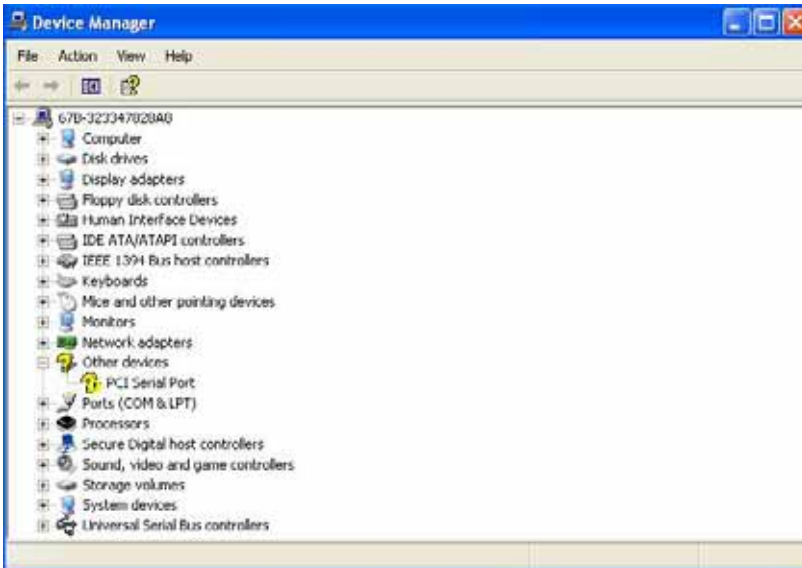 Device Manager
File Action View Help
67B-323347820A0
Computer
Disk drives
Display adapters
Floppy disk controllers
Human Interface Devices
IDE ATA/ATAPI controllers
IEEE 1394 Bus host controllers
Keyboards
Mice and other pointing devices
Monitors
Network adapters
Other devices
PCI Serial Port
Ports (COM & LPT)
Processors
Secure Digital host controllers
Sound, video and game controllers
Storage volumes
System devices
Universal Serial Bus controllers